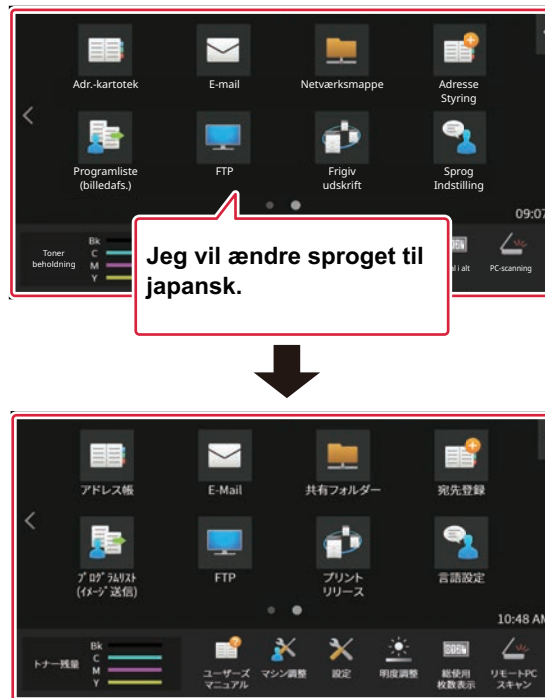 Adr.-kartotek
E-mail
Netværksmappe
Adresse
Styring
Programliste
(billedafs.)
FTP
Frigiv
udskrift
Sprog
Indstilling
09:07
Toner
beholdning
Bk
C
M
Y
i alt
PC-scanning
Jeg vil ændre sproget til
japansk.
アドレス帳
E-Mail
共有フォルダー
宛先登録
プログラムリスト
(イメージ送信)
FTP
プリント
リリース
言語設定
10:48 AM
トナー残量
Bk
C
M
Y
ユーザーズ
マニュアル
マシン調整
設定
明度調整
総使用
枚数表示
リモートPC
スキャン